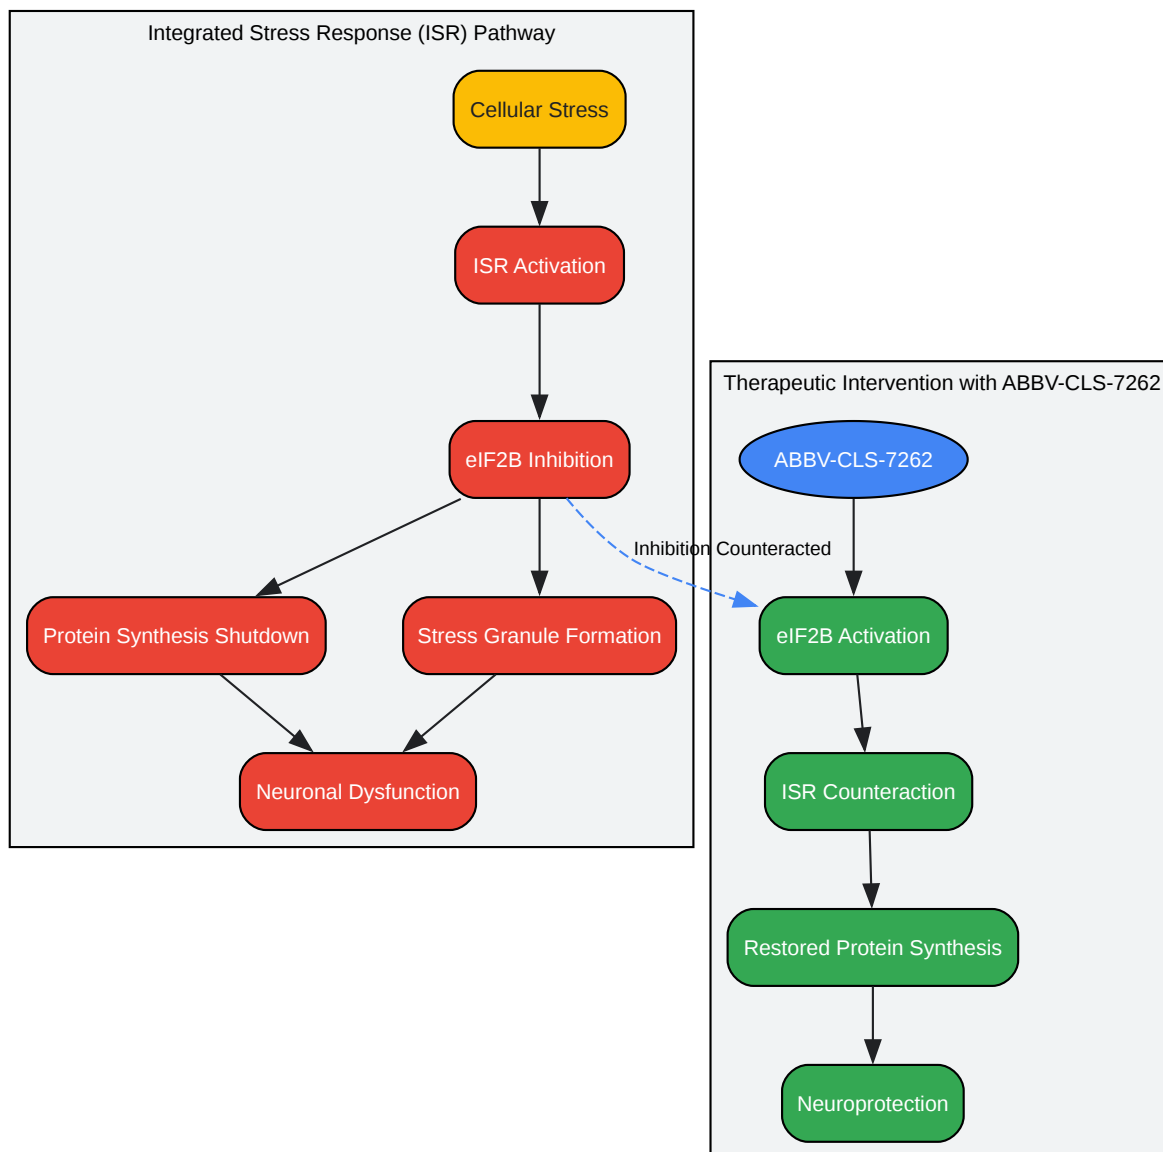 Integrated Stress Response (ISR) Pathway
Cellular Stress
ISR Activation
eIF2B Inhibition
Protein Synthesis Shutdown
Stress Granule Formation
Neuronal Dysfunction
Inhibition Counteracted
Therapeutic Intervention with ABBV-CLS-7262
ABBV-CLS-7262
eIF2B Activation
ISR Counteraction
Restored Protein Synthesis
Neuroprotection